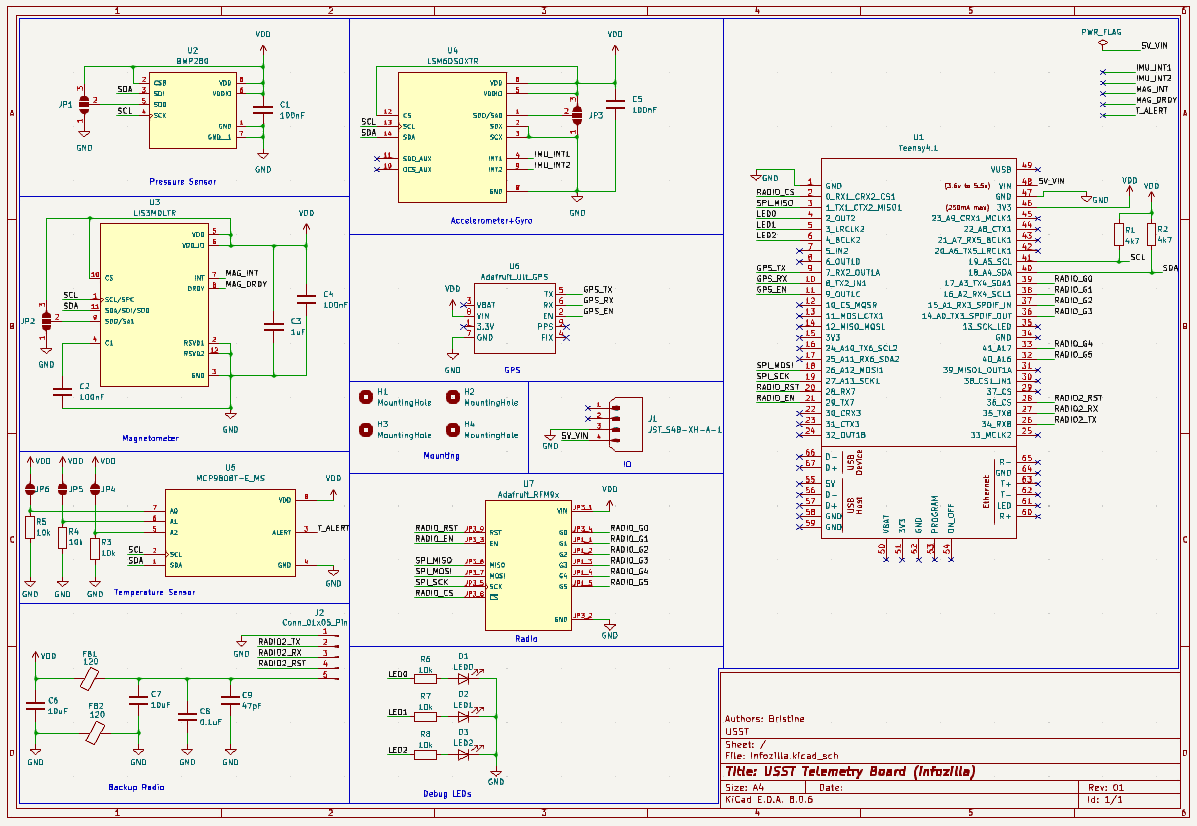 1 2 3 4 5 6
A
B
C
D
U2
BMP280
VDD
CSB
SDI
SDO
SCK
VDD
VDDIO
GND
GND_1
SDA
SCL
JP1
GND
C1
100nF
GND
Pressure Sensor
U3
LIS3MDLTR
VDD
CS
SCL/SPC
SDA/SDI/SDO
SDO/SA1
C1
VDD
VDD_IO
INT
DRDY
RSVD1
RSVD2
GND
MAG_INT
MAG_DRDY
SCL
SDA
JP2
GND
C2
100nF
C3
1uF
C4
100nF
GND
Magnetometer
U5
MCP9808T-E_MS
VDD
VDD
VDD
VDD
JP6
JP5
JP4
R5
10k
R4
10k
R3
10k
A0
A1
A2
SCL
SDA
VDD
ALERT
GND
T_ALERT
SCL
SDA
GND
GND
GND
GND
Temperature Sensor
J2
Conn_01x05_Pin
GND
RADIO2_TX
RADIO2_RX
RADIO2_RST
VDD
FB1
120
FB2
120
C6
10uF
C7
10uF
C8
0.1uF
C9
47pF
GND
GND
GND
GND
Backup Radio
U4
LSM6DSOXTR
VDD
CS
SCL
SDA
SDO_AUX
OCS_AUX
VDD
VDDIO
SDO/SA0
SDX
SCX
INT1
INT2
GND
SCL
SDA
IMU_INT1
IMU_INT2
JP3
C5
100nF
GND
Accelerometer+Gyro
U6
Adafruit_Ult_GPS
VDD
VBAT
VIN
3.3V
GND
TX
RX
EN
PPS
FIX
GPS_TX
GPS_RX
GPS_EN
GND
GPS
H1
MountingHole
H2
MountingHole
H3
MountingHole
H4
MountingHole
Mounting
J1
JST_S4B-XH-A-1
GND
5V_VIN
IO
U7
Adafruit_RFM9x
VDD
RADIO_RST
RADIO_EN
SPI_MISO
SPI_MOSI
SPI_SCK
RADIO_CS
RST
EN
MISO
MOSI
SCK
CS
VIN
G0
G1
G2
G3
G4
G5
GND
RADIO_G0
RADIO_G1
RADIO_G2
RADIO_G3
RADIO_G4
RADIO_G5
GND
Radio
LED0
R6
10k
D1
LED0
LED1
R7
10k
D2
LED1
LED2
R8
10k
D3
LED2
GND
Debug LEDs
PWR_FLAG
5V_VIN
IMU_INT1
IMU_INT2
MAG_INT
MAG_DRDY
T_ALERT
U1
Teensy4.1
GND
RADIO_CS
SPI_MISO
LED0
LED1
LED2
GPS_TX
GPS_RX
GPS_EN
SPI_MOSI
SPI_SCK
RADIO_RST
RADIO_EN
GND
0_RX1_CRX2_CS1
1_TX1_CTX2_MISO1
2_OUT2
3_LRCLK2
4_BCLK2
5_IN2
6_OUT1D
7_RX2_OUT1A
8_TX2_IN1
9_OUT1C
10_CS_MQSR
11_MOSI_CTX1
12_MISO_MQSL
3V3
24_A10_TX6_SCL2
25_A11_RX6_SDA2
26_A12_MOSI1
27_A13_SCK1
28_RX7
29_TX7
30_CRX3
31_CTX3
32_OUT1B
VUSB
(3.6v to 5.5v) VIN
GND
(250mA max) 3V3
23_A9_CRX1_MCLK1
22_A8_CTX1
21_A7_RX5_BCLK1
20_A6_TX5_LRCLK1
19_A5_SCL
18_A4_SDA
17_A3_TX4_SDA1
16_A2_RX4_SCL1
15_A1_RX3_SPDIF_IN
14_A0_TX3_SPDIF_OUT
13_SCK_LED
GND
41_A17
40_A16
39_MISO1_OUT1A
38_CS1_IN1
37_CS
36_CS
35_TX8
34_RX8
33_MCLK2
5V_VIN
GND
VDD
VDD
R1
4k7
R2
4k7
SCL
SDA
RADIO_G0
RADIO_G1
RADIO_G2
RADIO_G3
RADIO_G4
RADIO_G5
RADIO2_RST
RADIO2_RX
RADIO2_TX
D-
D+
USB Device
5V
D-
D+
GND
GND
USB Host
VBAT
3V3
GND
PROGRAM
ON_OFF
Ethernet
R-
GND
T+
T-
LED
R+
Authors: Bristine
USST
Sheet: /
File: infozilla.kicad_sch
Title: USST Telemetry Board (Infozilla)
Size: A4 Date: Rev: 01
KiCad E.D.A. 8.0.6 Id: 1/1